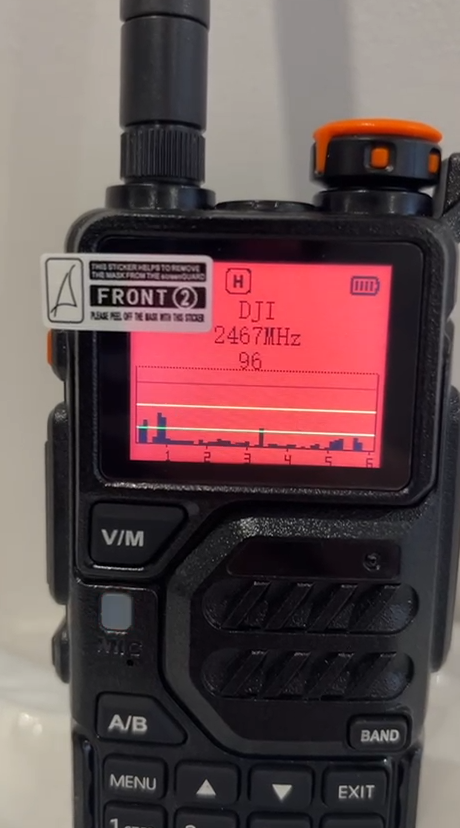 THIS STICKER HELPS TO REMOVE
THE MASK FROM THE screenGUARD
FRONT 2
PLEASE PEEL OFF THE MASK WITH THIS STICKER
H
DJI
2467MHz
96
1 2 3 4 5 6
V/M
MIC
A/B
BAND
MENU ▲ ▼ EXIT